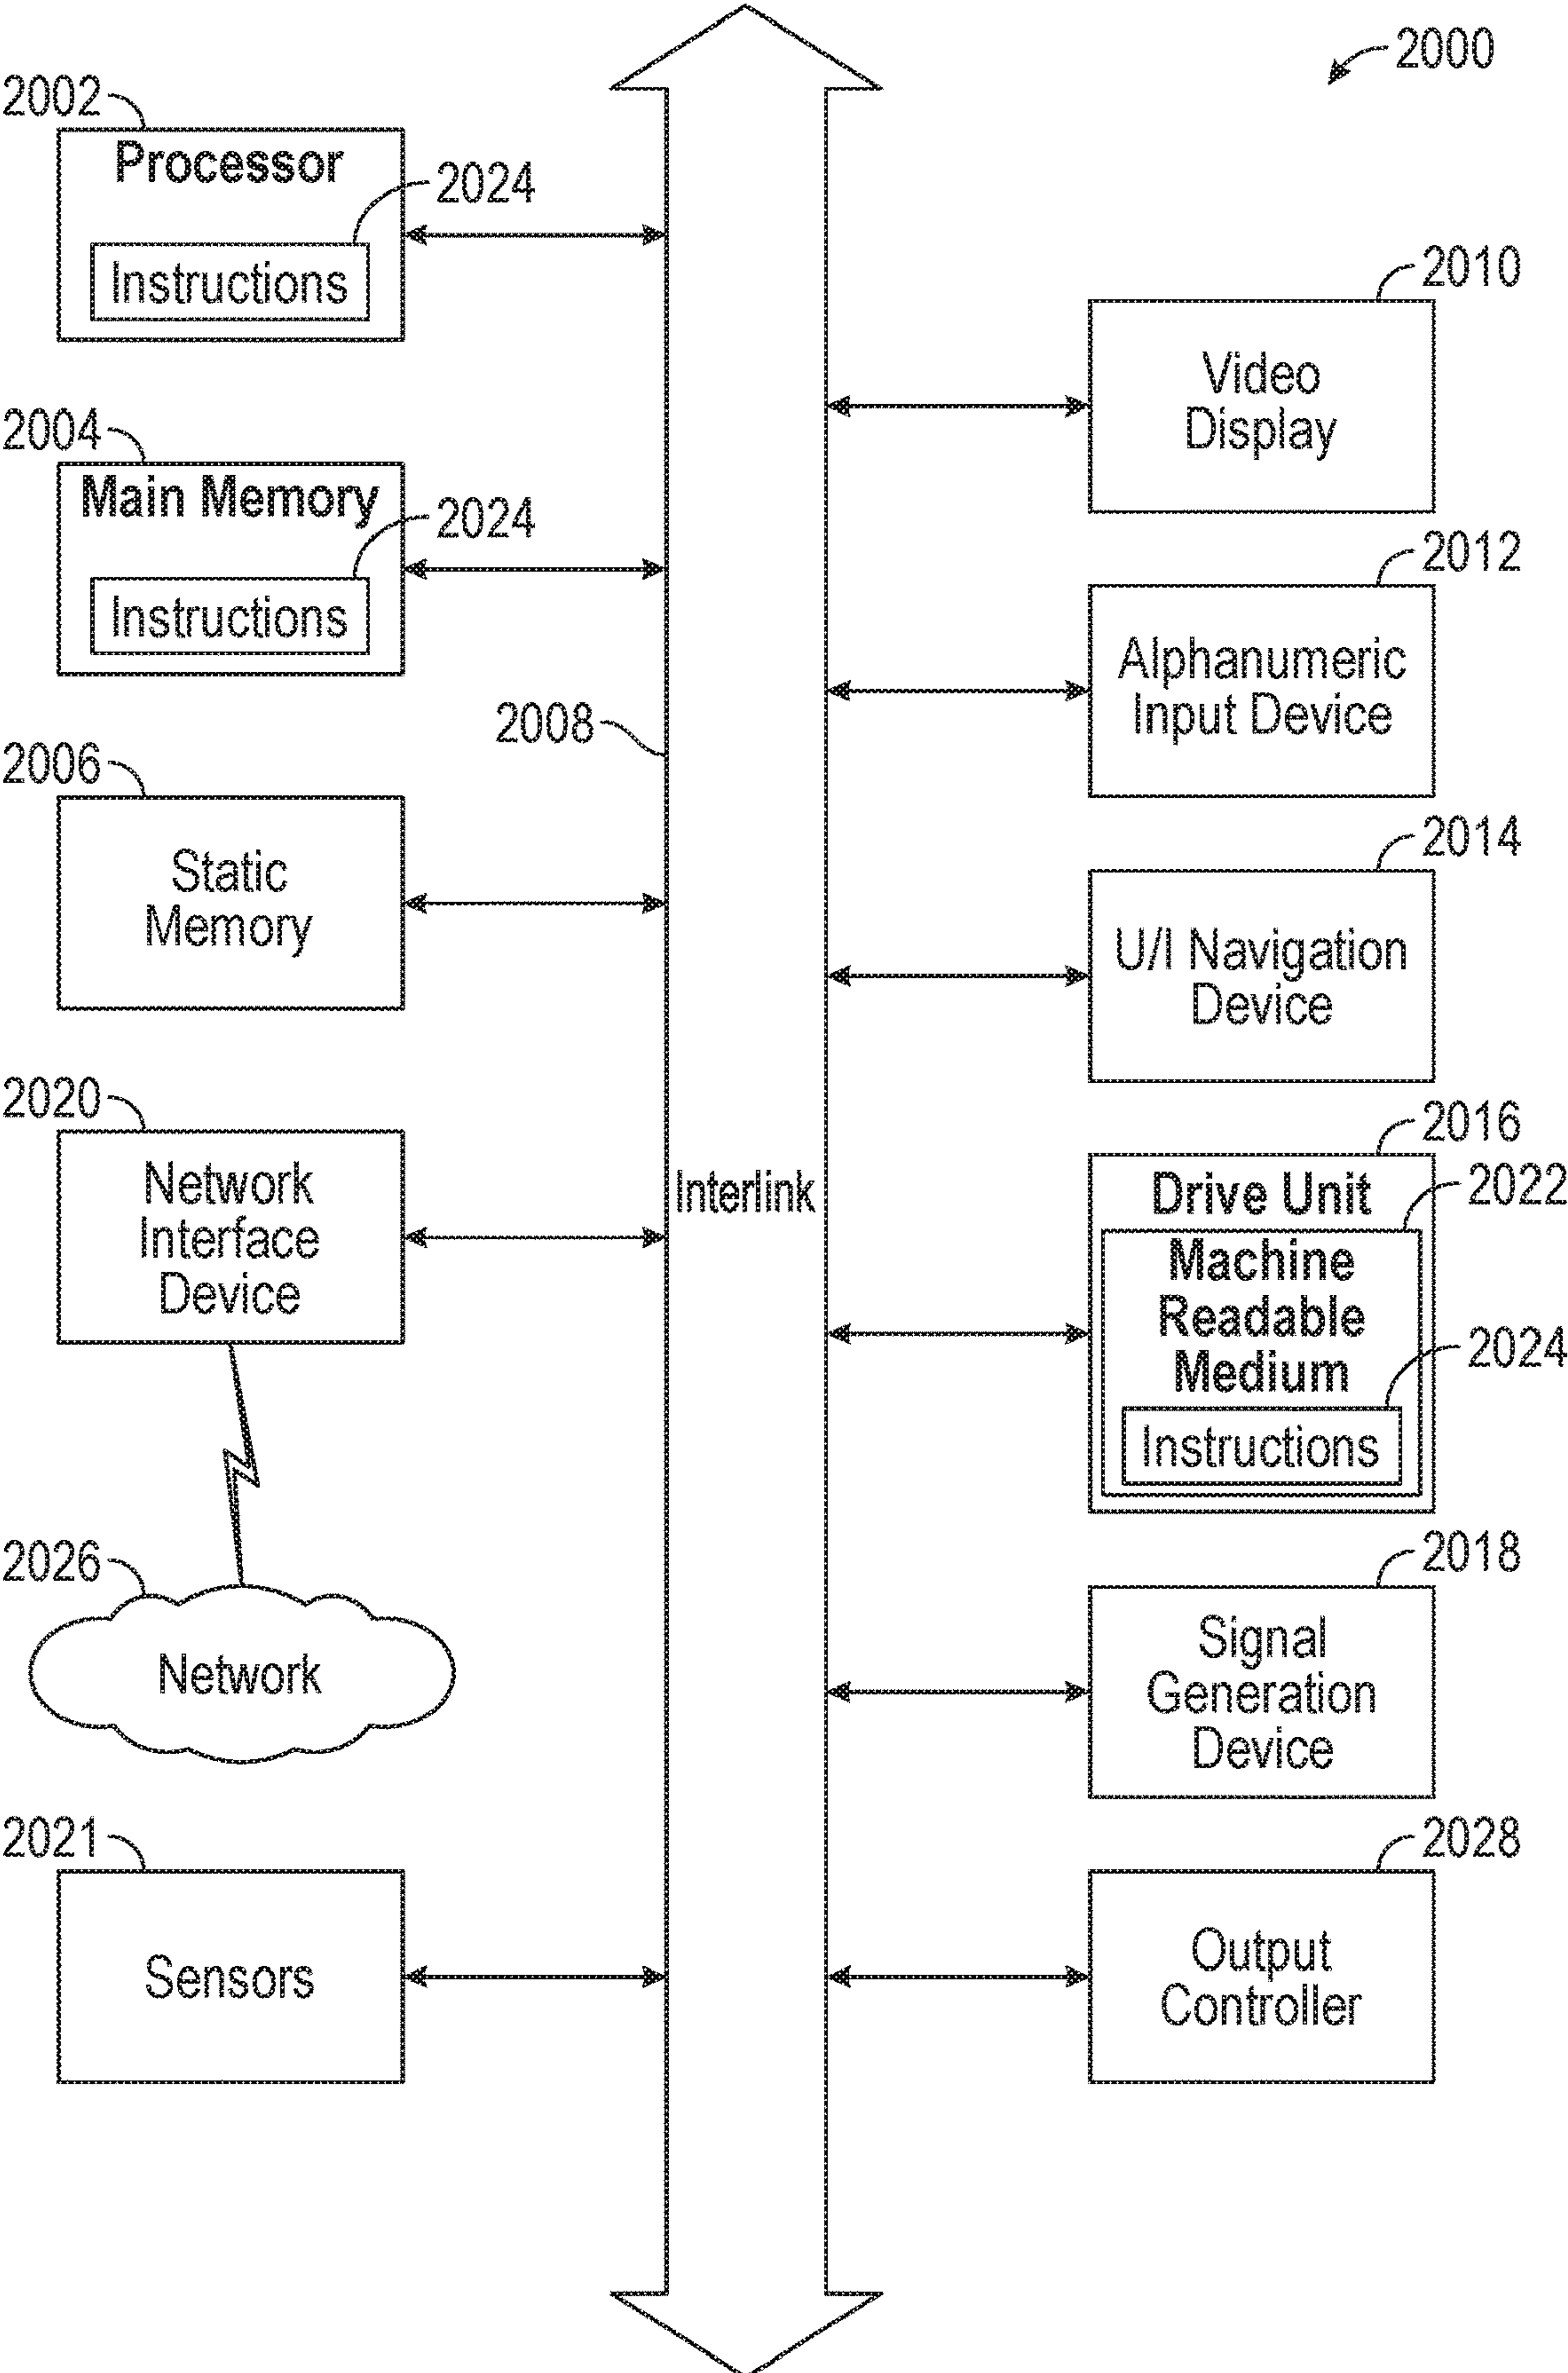 2000
2002
Processor
2024
Instructions
2004
Main Memory
2024
Instructions
2008
2006
Static
Memory
2020
Network
Interface
Device
2026
Network
2021
Sensors
Interlink
2010
Video
Display
2012
Alphanumeric
Input Device
2014
U/I Navigation
Device
2016
Drive Unit
2022
Machine
Readable
Medium
2024
Instructions
2018
Signal
Generation
Device
2028
Output
Controller